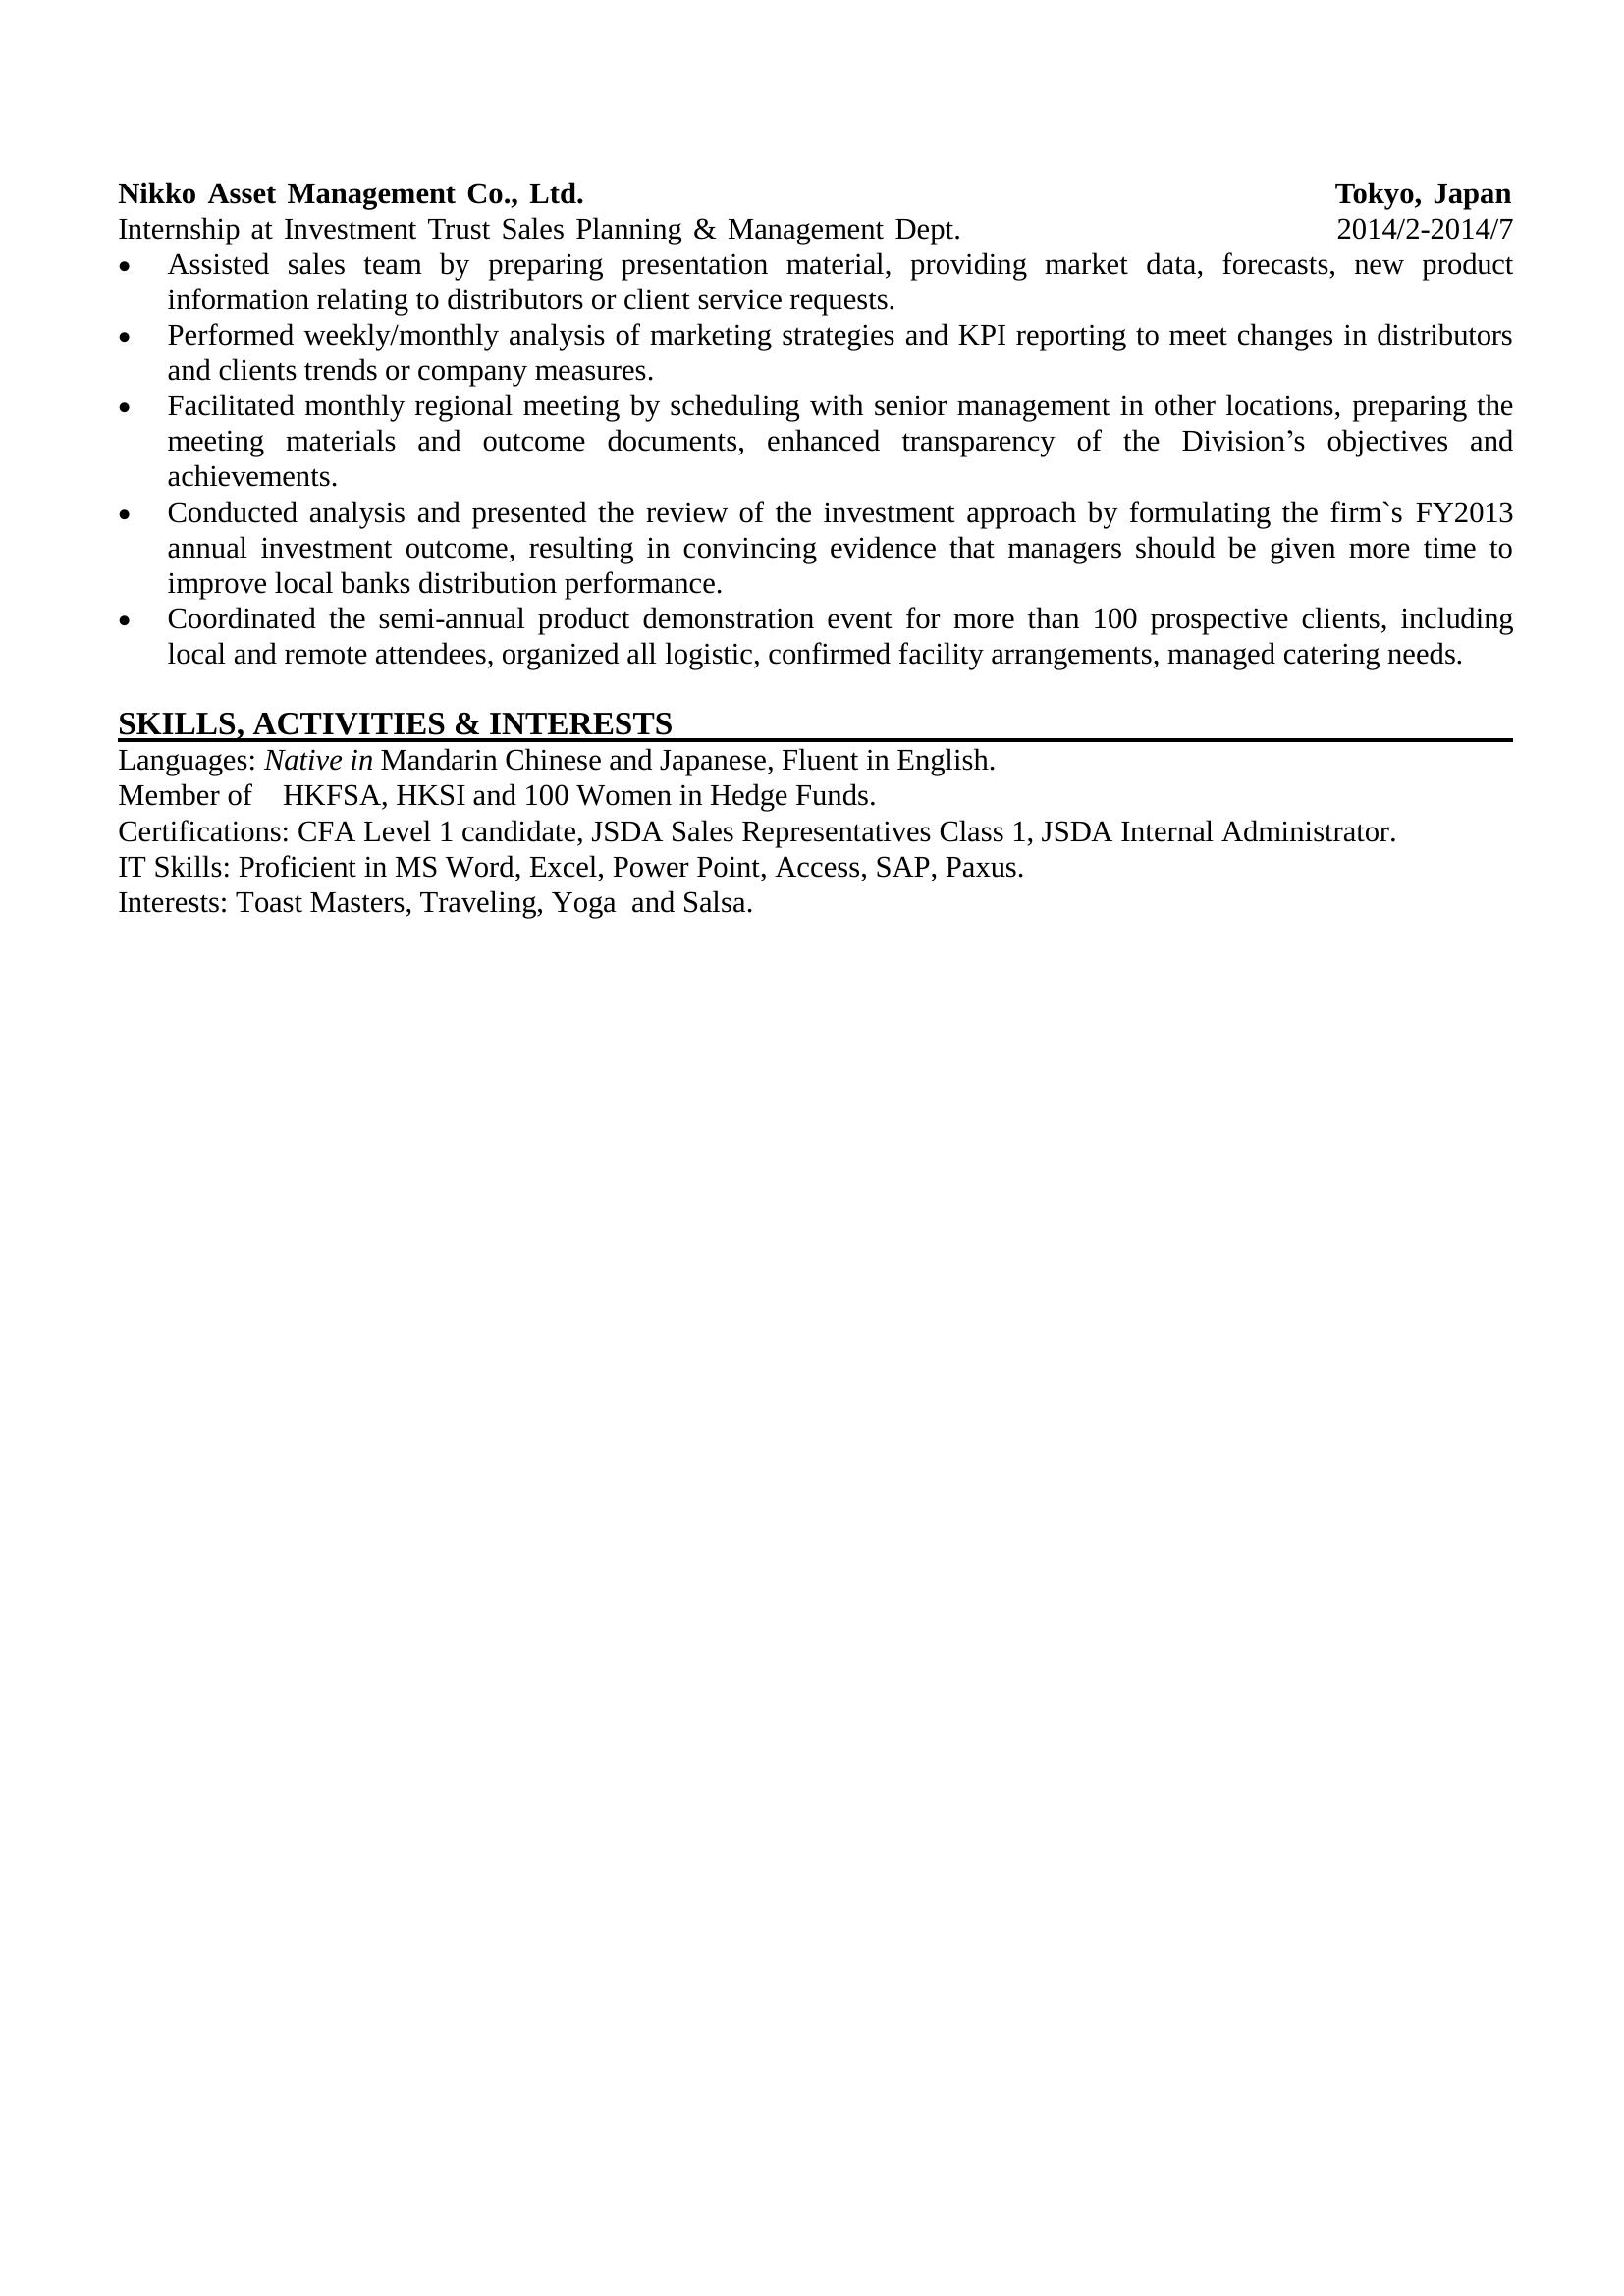 Nikko Asset Management Co., Ltd. Tokyo, Japan
Internship at Investment Trust Sales Planning & Management Dept. 2014/2-2014/7
• Assisted sales team by preparing presentation material, providing market data, forecasts, new product
information relating to distributors or client service requests.
• Performed weekly/monthly analysis of marketing strategies and KPI reporting to meet changes in distributors
and clients trends or company measures.
• Facilitated monthly regional meeting by scheduling with senior management in other locations, preparing the
meeting materials and outcome documents, enhanced transparency of the Division’s objectives and
achievements.
• Conducted analysis and presented the review of the investment approach by formulating the firm`s FY2013
annual investment outcome, resulting in convincing evidence that managers should be given more time to
improve local banks distribution performance.
• Coordinated the semi-annual product demonstration event for more than 100 prospective clients, including
local and remote attendees, organized all logistic, confirmed facility arrangements, managed catering needs.
SKILLS, ACTIVITIES & INTERESTS
Languages: Native in Mandarin Chinese and Japanese, Fluent in English.
Member of HKFSA, HKSI and 100 Women in Hedge Funds.
Certifications: CFA Level 1 candidate, JSDA Sales Representatives Class 1, JSDA Internal Administrator.
IT Skills: Proficient in MS Word, Excel, Power Point, Access, SAP, Paxus.
Interests: Toast Masters, Traveling, Yoga and Salsa.